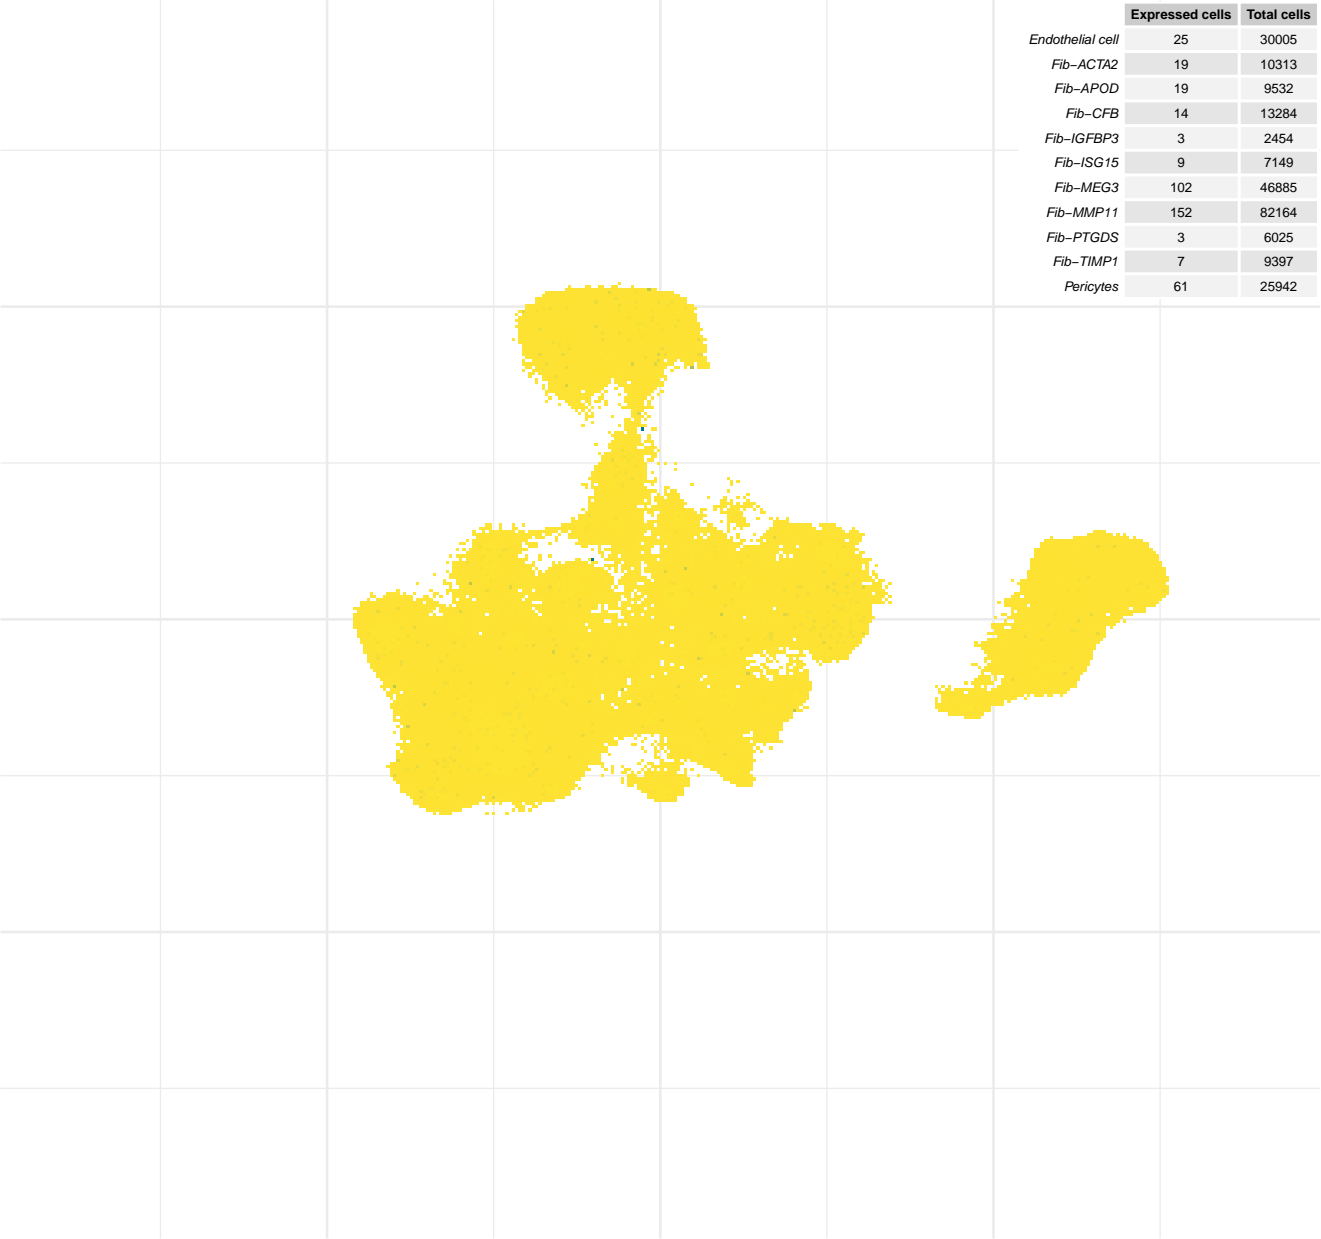 Expressed cells Total cells
Endothelial cell 25 30005
Fib−ACTA2 19 10313
Fib−APOD 19 9532
Fib−CFB 14 13284
Fib−IGFBP3 3 2454
Fib−ISG15 9 7149
Fib−MEG3 102 46885
Fib−MMP11 152 82164
Fib−PTGDS 3 6025
Fib−TIMP1 7 9397
Pericytes 61 25942